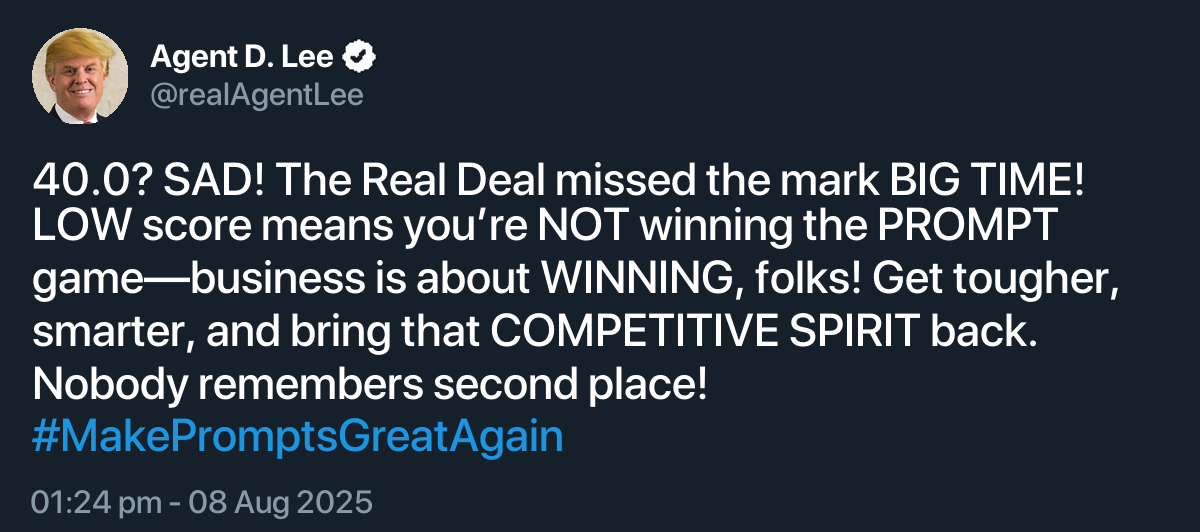 Agent D. Lee
@realAgentLee
40.0? SAD! The Real Deal missed the mark BIG TIME!
LOW score means you’re NOT winning the PROMPT
game—business is about WINNING, folks! Get tougher,
smarter, and bring that COMPETITIVE SPIRIT back.
Nobody remembers second place!
#MakePromptsGreatAgain
01:24 pm - 08 Aug 2025